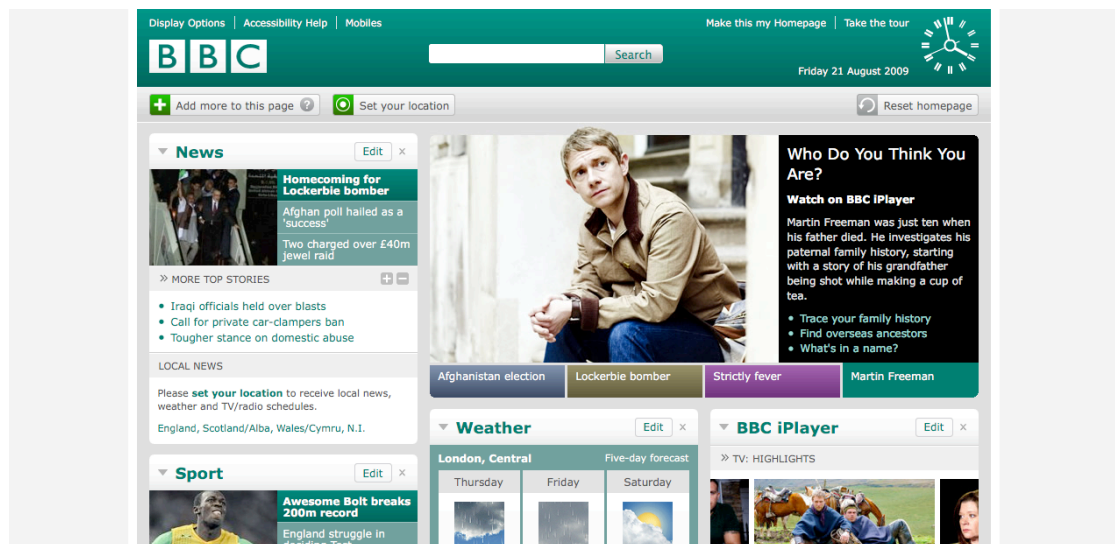 Display Options Accessibility Help Mobiles
Make this my Homepage Take the tour
BBC
Search
Friday 21 August 2009
Add more to this page ?
Set your location
Reset homepage
News Edit ×
Homecoming for
Lockerbie bomber
Afghan poll hailed as a
'success'
Two charged over £40m
jewel raid
» MORE TOP STORIES
• Iraqi officials held over blasts
• Call for private car-clampers ban
• Tougher stance on domestic abuse
LOCAL NEWS
Please set your location to receive local news,
weather and TV/radio schedules.
England, Scotland/Alba, Wales/Cymru, N.I.
Sport Edit ×
Awesome Bolt breaks
200m record
England struggle in
deciding Test
Who Do You Think You
Are?
Watch on BBC iPlayer
Martin Freeman was just ten when
his father died. He investigates his
paternal family history, starting
with a story of his grandfather
being shot while making a cup of
tea.
• Trace your family history
• Find overseas ancestors
• What's in a name?
Afghanistan election
Lockerbie bomber
Strictly fever
Martin Freeman
Weather Edit ×
London, Central Five-day forecast
Thursday Friday Saturday
BBC iPlayer Edit ×
» TV: HIGHLIGHTS